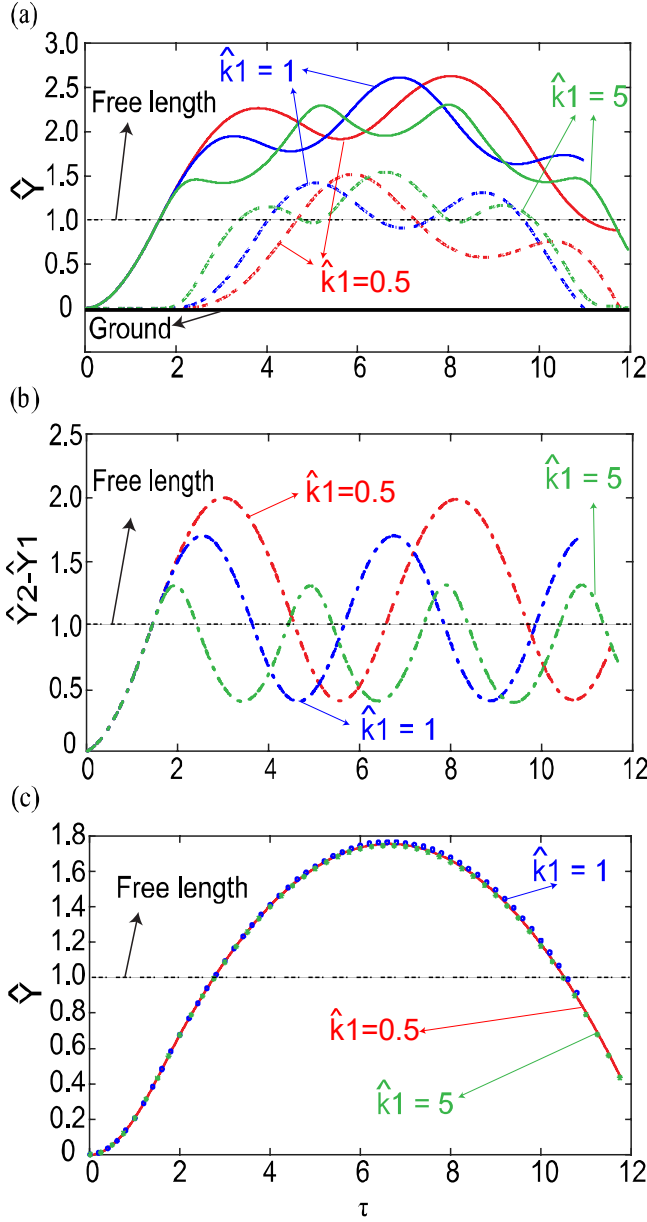 (a)
3.0
2.5
2.0
1.5
1.0
0.5
0
Ŷ
Free length
k̂1 = 1
k̂1 = 5
k̂1=0.5
Ground
0 2 4 6 8 10 12
(b)
2.5
2.0
1.5
1.0
0.5
0
Ŷ2-Ŷ1
Free length
k̂1=0.5
k̂1 = 5
k̂1 = 1
0 2 4 6 8 10 12
(c)
1.8
1.6
1.4
1.2
1.0
0.8
0.6
0.4
0.2
0
Ŷ
Free length
k̂1 = 1
k̂1=0.5
k̂1 = 5
0 2 4 6 8 10 12
τ